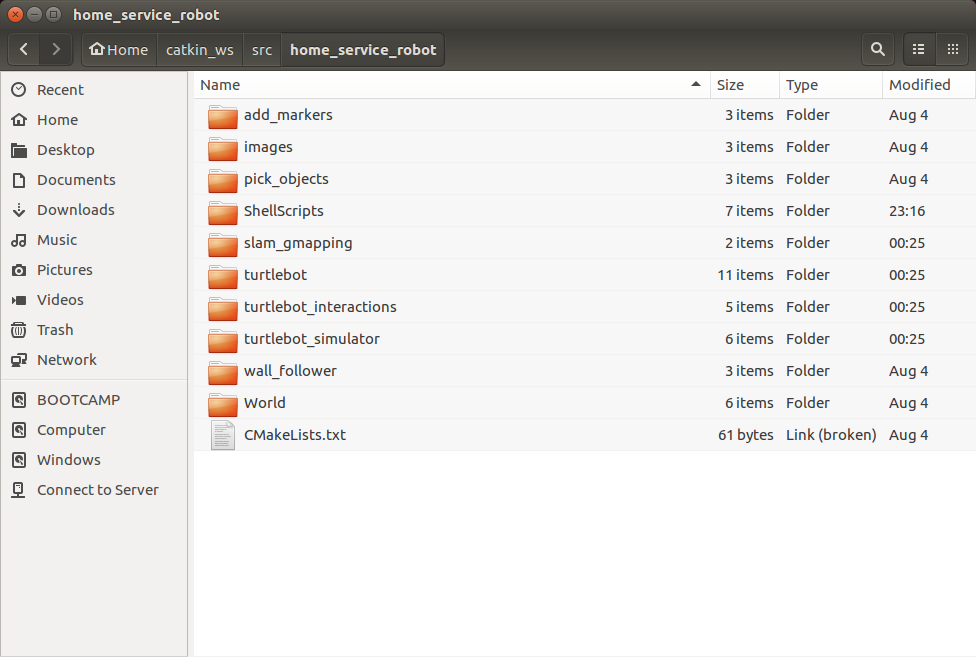 home_service_robot
Home catkin_ws src home_service_robot
Name Size Type Modified
Recent
Home
Desktop
Documents
Downloads
Music
Pictures
Videos
Trash
Network
BOOTCAMP
Computer
Windows
Connect to Server
add_markers 3 items Folder Aug 4
images 3 items Folder Aug 4
pick_objects 3 items Folder Aug 4
ShellScripts 7 items Folder 23:16
slam_gmapping 2 items Folder 00:25
turtlebot 11 items Folder 00:25
turtlebot_interactions 5 items Folder 00:25
turtlebot_simulator 6 items Folder 00:25
wall_follower 3 items Folder Aug 4
World 6 items Folder Aug 4
CMakeLists.txt 61 bytes Link (broken) Aug 4